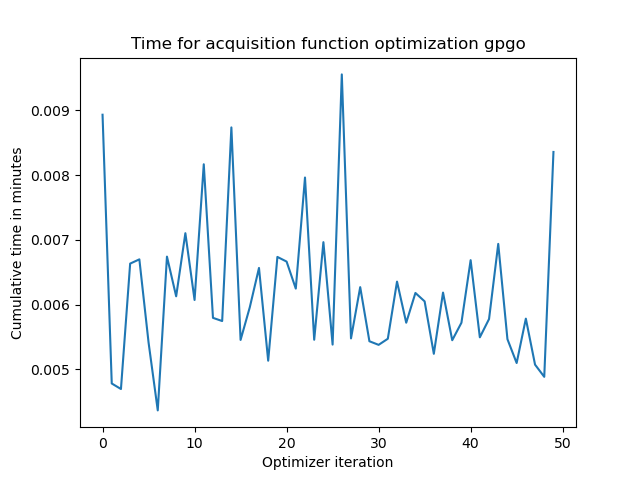 Time for acquisition function optimization gpgo
Cumulative time in minutes
0.009
0.008
0.007
0.006
0.005
0 10 20 30 40 50
Optimizer iteration